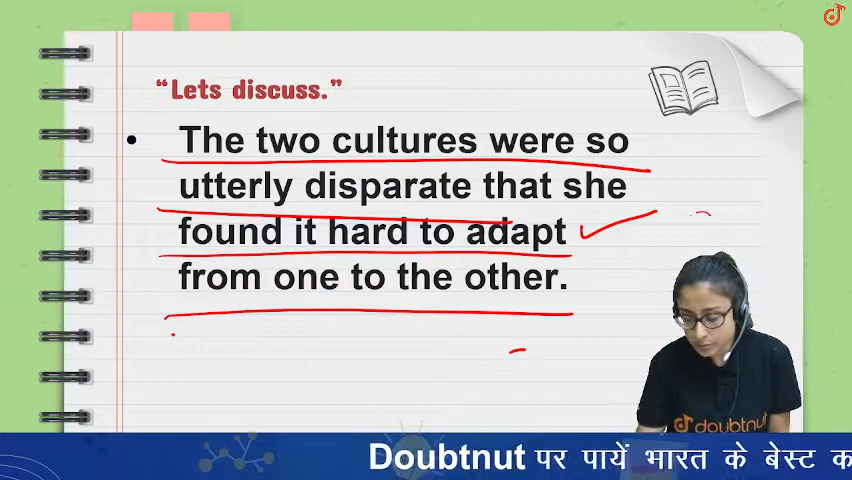 “Lets discuss.”
• The two cultures were so
utterly disparate that she
found it hard to adapt
from one to the other.
doubtnut
Doubtnut पर पायें भारत के बेस्ट क